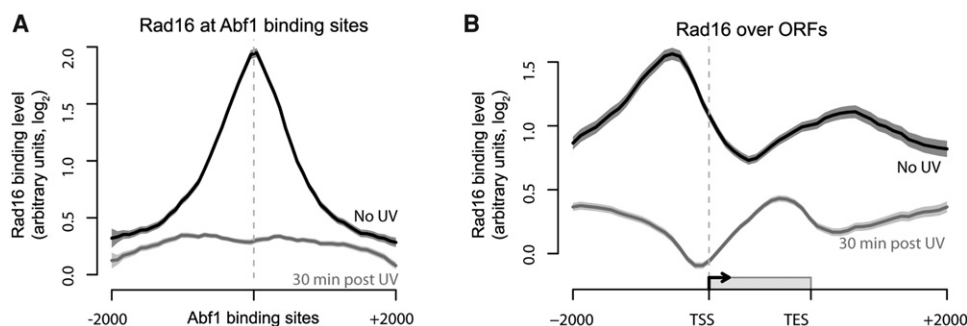 A
Rad16 at Abf1 binding sites
Rad16 binding level
(arbitrary units, log2)
2.0
1.5
1.0
0.5
0.0
No UV
30 min post UV
-2000
Abf1 binding sites
+2000
B
Rad16 over ORFs
Rad16 binding level
(arbitrary units, log2)
1.5
1.0
0.5
0.0
No UV
30 min post UV
−2000
TSS
TES
+2000